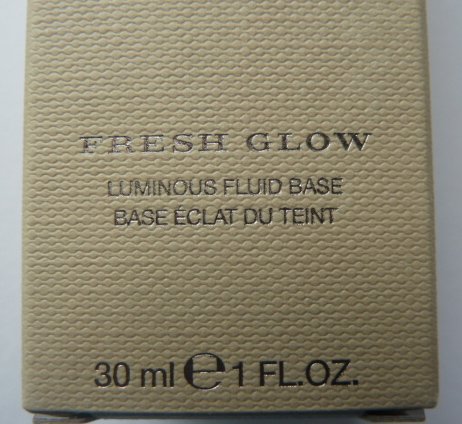 FRESH GLOW
LUMINOUS FLUID BASE
BASE ÉCLAT DU TEINT
30 ml ℮ 1 FL.OZ.